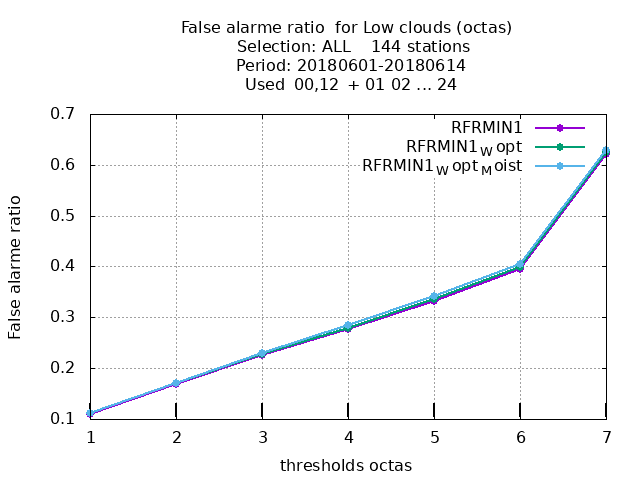 False alarme ratio for Low clouds (octas)
Selection: ALL 144 stations
Period: 20180601-20180614
Used 00,12 + 01 02 ... 24
RFRMIN1
RFRMIN1Wopt
RFRMIN1WoptMoist
False alarme ratio
0.7
0.6
0.5
0.4
0.3
0.2
0.1
1 2 3 4 5 6 7
thresholds octas